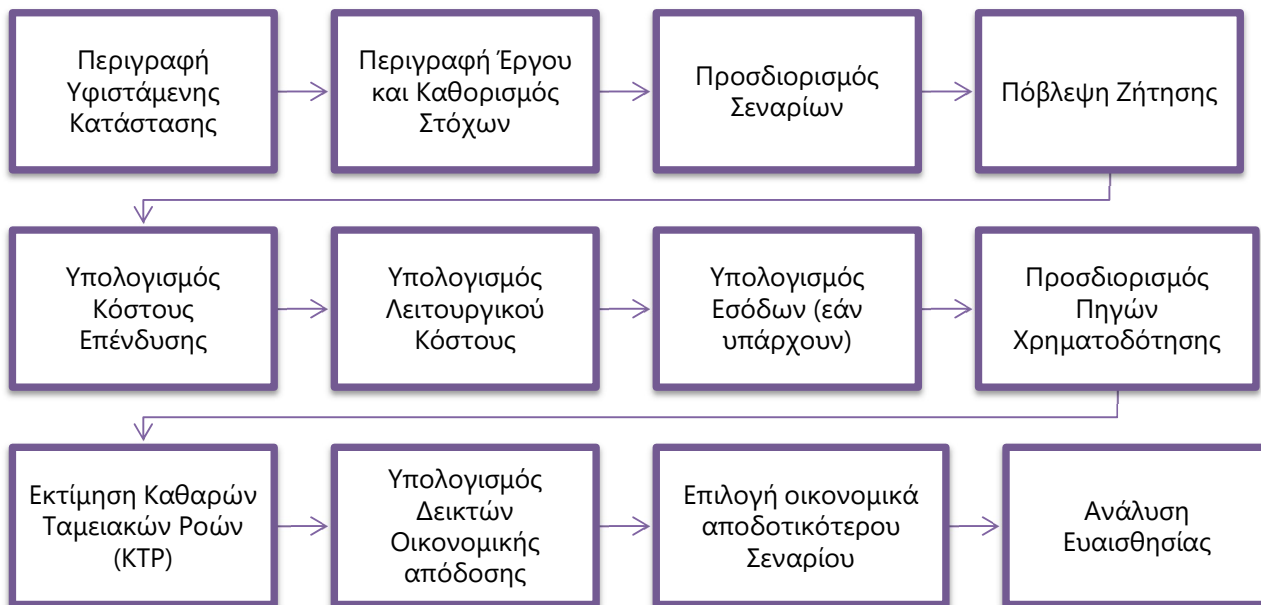 Περιγραφή
Υφιστάμενης
Κατάστασης
Περιγραφή Έργου
και Καθορισμός
Στόχων
Προσδιορισμός
Σεναρίων
Πόβλεψη Ζήτησης
Υπολογισμός
Κόστους
Επένδυσης
Υπολογισμός
Λειτουργικού
Κόστους
Υπολογισμός
Εσόδων (εάν
υπάρχουν)
Προσδιορισμός
Πηγών
Χρηματοδότησης
Εκτίμηση Καθαρών
Ταμειακών Ροών
(ΚΤΡ)
Υπολογισμός
Δεικτών
Οικονομικής
απόδοσης
Επιλογή οικονομικά
αποδοτικότερου
Σεναρίου
Ανάλυση
Ευαισθησίας